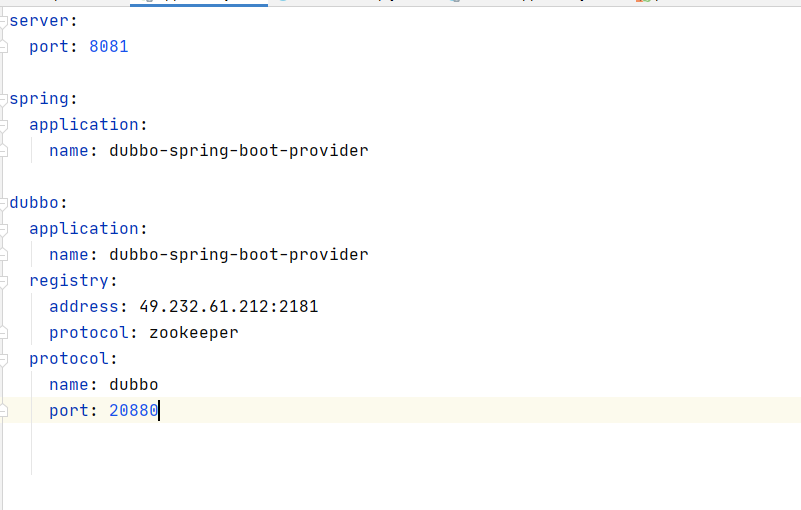 server:
  port: 8081
spring:
  application:
    name: dubbo-spring-boot-provider
dubbo:
  application:
    name: dubbo-spring-boot-provider
  registry:
    address: 49.232.61.212:2181
    protocol: zookeeper
  protocol:
    name: dubbo
    port: 20880